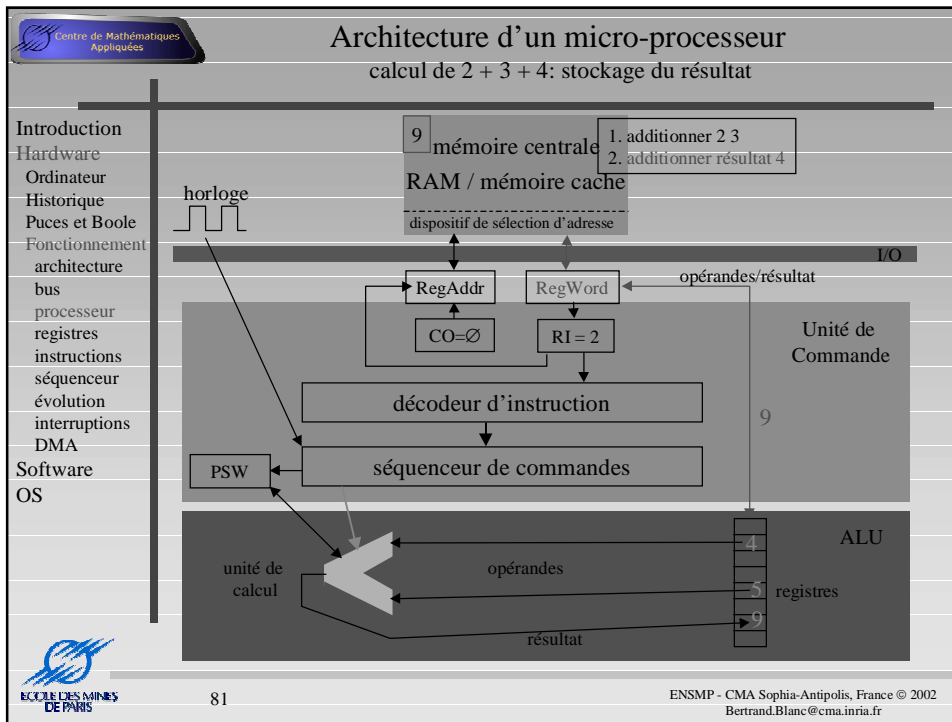 Centre de Mathématiques
Appliquées
Architecture d'un micro-processeur
calcul de 2 + 3 + 4: stockage du résultat
Introduction
Hardware
Ordinateur
Historique
Puces et Boole
Fonctionnement
architecture
bus
processeur
registres
instructions
séquenceur
évolution
interruptions
DMA
Software
OS
horloge
9
mémoire centrale
RAM / mémoire cache
dispositif de sélection d'adresse
1. additionner 2 3
2. additionner résultat 4
I/O
opérandes/résultat
RegAddr
RegWord
CO=∅
RI = 2
Unité de
Commande
décodeur d'instruction
9
séquenceur de commandes
PSW
ALU
4
unité de
calcul
opérandes
5
registres
9
résultat
ECOLE DES MINES
DE PARIS
81
ENSMP - CMA Sophia-Antipolis, France © 2002
Bertrand.Blanc@cma.inria.fr